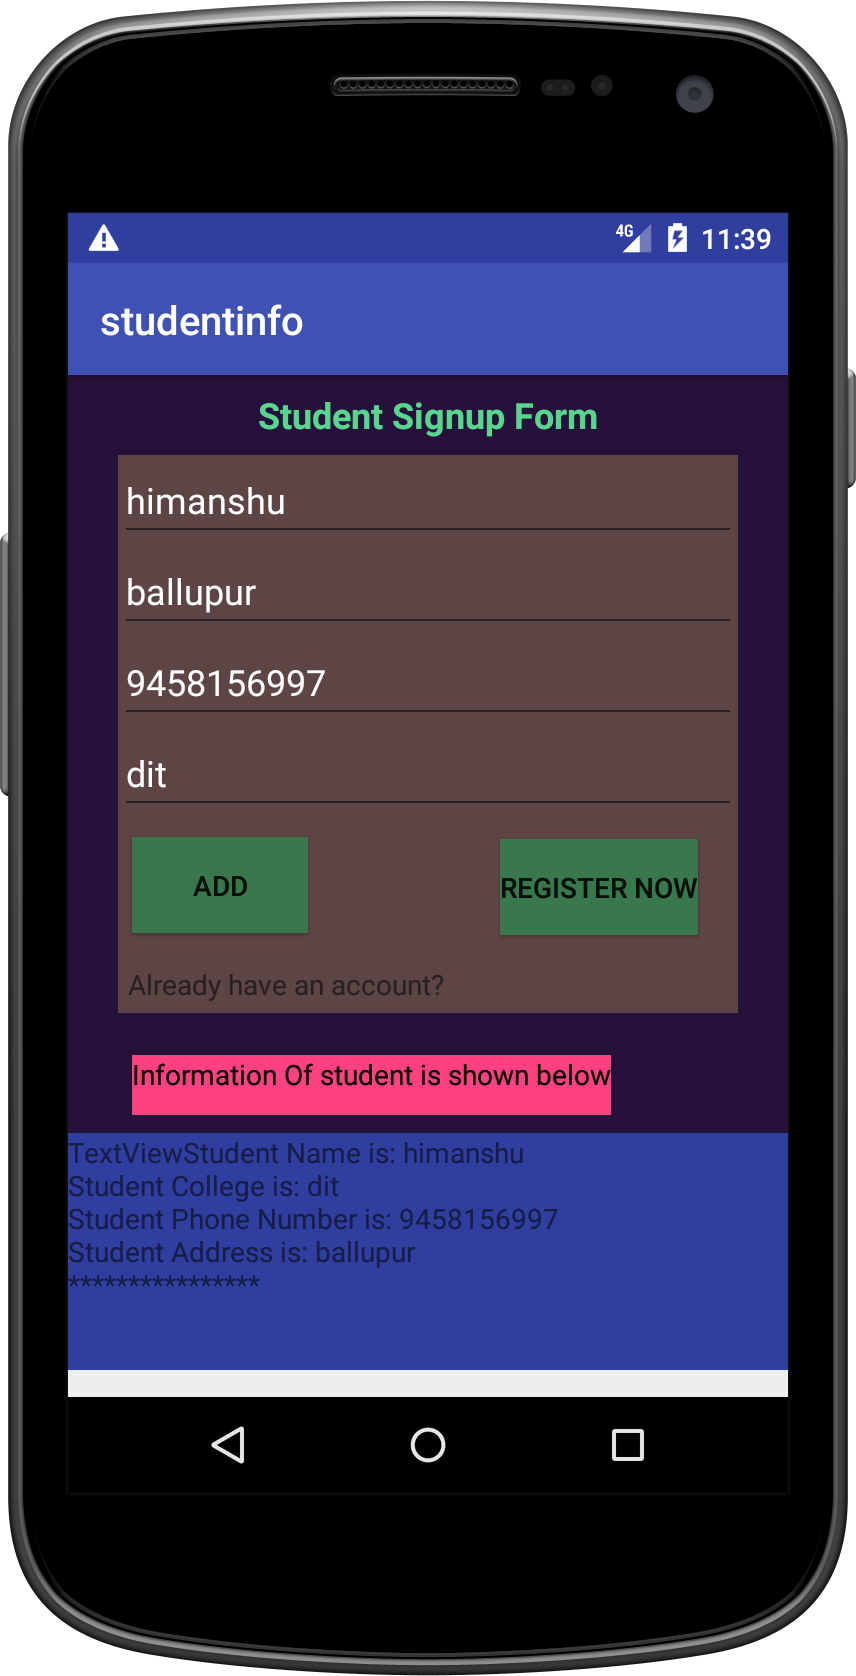 4G 11:39
studentinfo
Student Signup Form
himanshu
ballupur
9458156997
dit
ADD REGISTER NOW
Already have an account?
Information Of student is shown below
TextViewStudent Name is: himanshu
Student College is: dit
Student Phone Number is: 9458156997
Student Address is: ballupur
****************